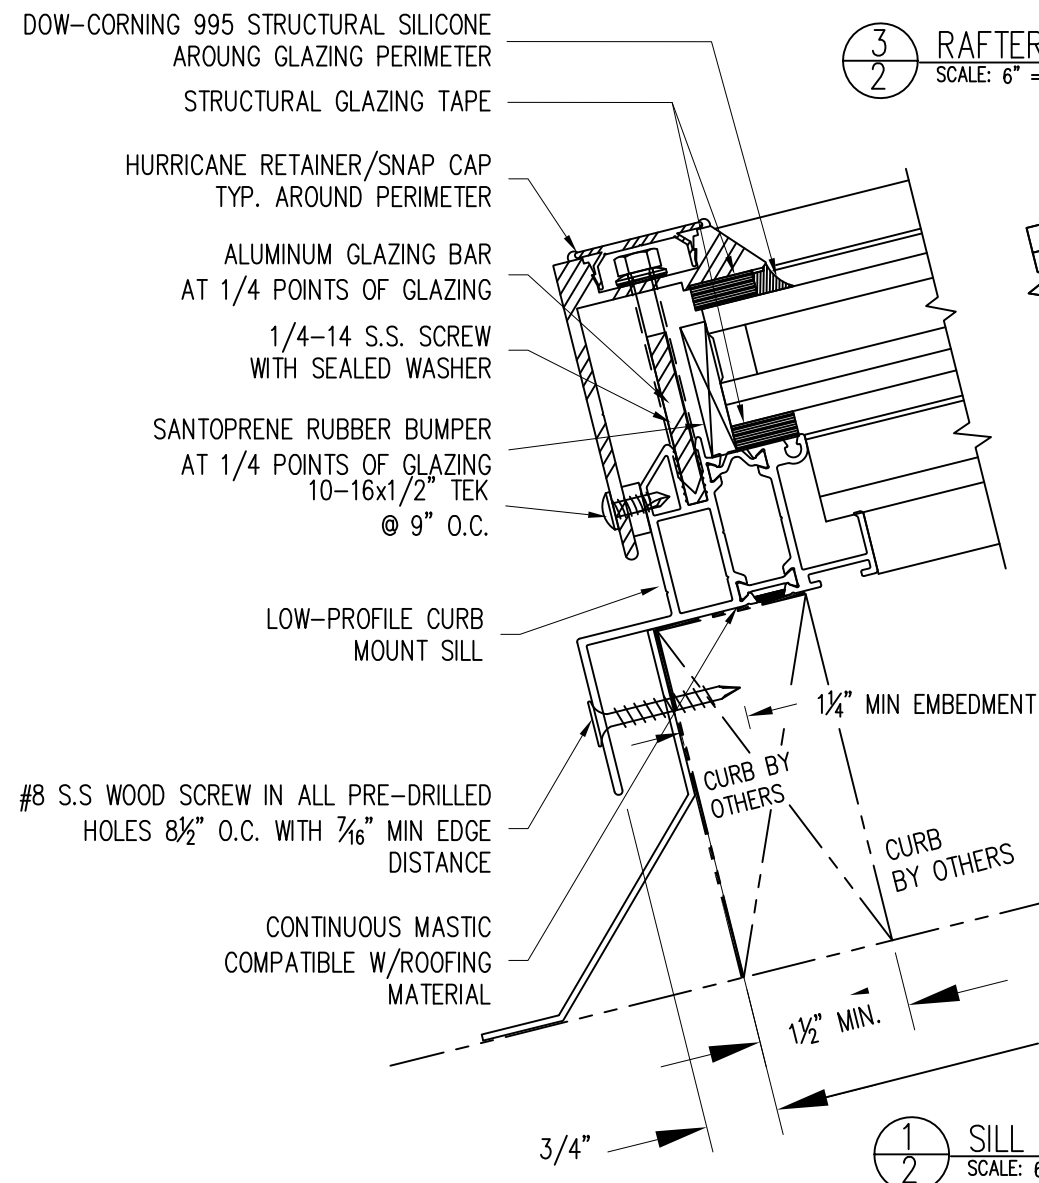 DOW-CORNING 995 STRUCTURAL SILICONE
AROUNG GLAZING PERIMETER
STRUCTURAL GLAZING TAPE
HURRICANE RETAINER/SNAP CAP
TYP. AROUND PERIMETER
ALUMINUM GLAZING BAR
AT 1/4 POINTS OF GLAZING
1/4-14 S.S. SCREW
WITH SEALED WASHER
SANTOPRENE RUBBER BUMPER
AT 1/4 POINTS OF GLAZING
10-16x1/2" TEK
@ 9" O.C.
LOW-PROFILE CURB
MOUNT SILL
#8 S.S WOOD SCREW IN ALL PRE-DRILLED
HOLES 8½" O.C. WITH 7/16" MIN EDGE
DISTANCE
CONTINUOUS MASTIC
COMPATIBLE W/ROOFING
MATERIAL
3
2
RAFTER
SCALE: 6" =
1¼" MIN EMBEDMENT
CURB BY
OTHERS
CURB
BY OTHERS
1½" MIN.
3/4"
1
2
SILL
SCALE: 6